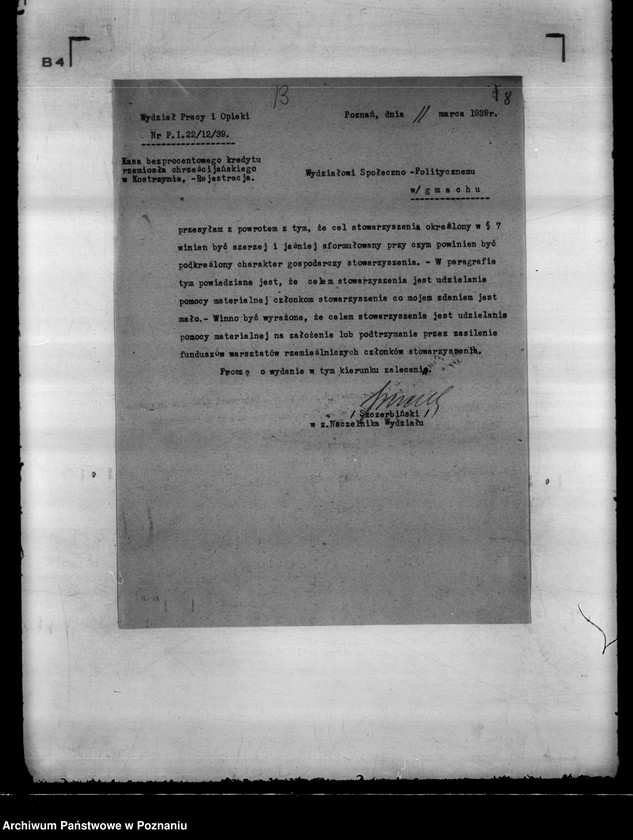 B4
B
8
Wydział Pracy i Opieki
Nr P.I.22/12/39.
Poznań, dnia 11 marca 1939r.
Kasa bezprocentowego kredytu
rzemiosła chrześcijańskiego
w Kostrzynie, -Rejestracja.
Wydziałowi Społeczno-Politycznemu
w/ g m a c h u
przesyłam z powrotem z tym, że cel stowarzyszenia określony w § 7
winien być szerzej i jaśniej sformułowany przy czym powinien być
podkreślony charakter gospodarczy stowarzyszenia. - W paragrafie
tym powiedziane jest, że celem stowarzyszenia jest udzielanie
pomocy materialnej członkom stowarzyszenia co mojem zdaniem jest
mało.- Winno być wyrażone, że celem stowarzyszenia jest udzielanie
pomocy materialnej na założenie lub podtrzymanie przez zasilenie
funduszów warsztatów rzemieślniczych członków stowarzyszenia.
Proszę o wydanie w tym kierunku zalecenie.
/ Szczerbiński /
w z.Naczelnika Wydziału
Archiwum Państwowe w Poznaniu